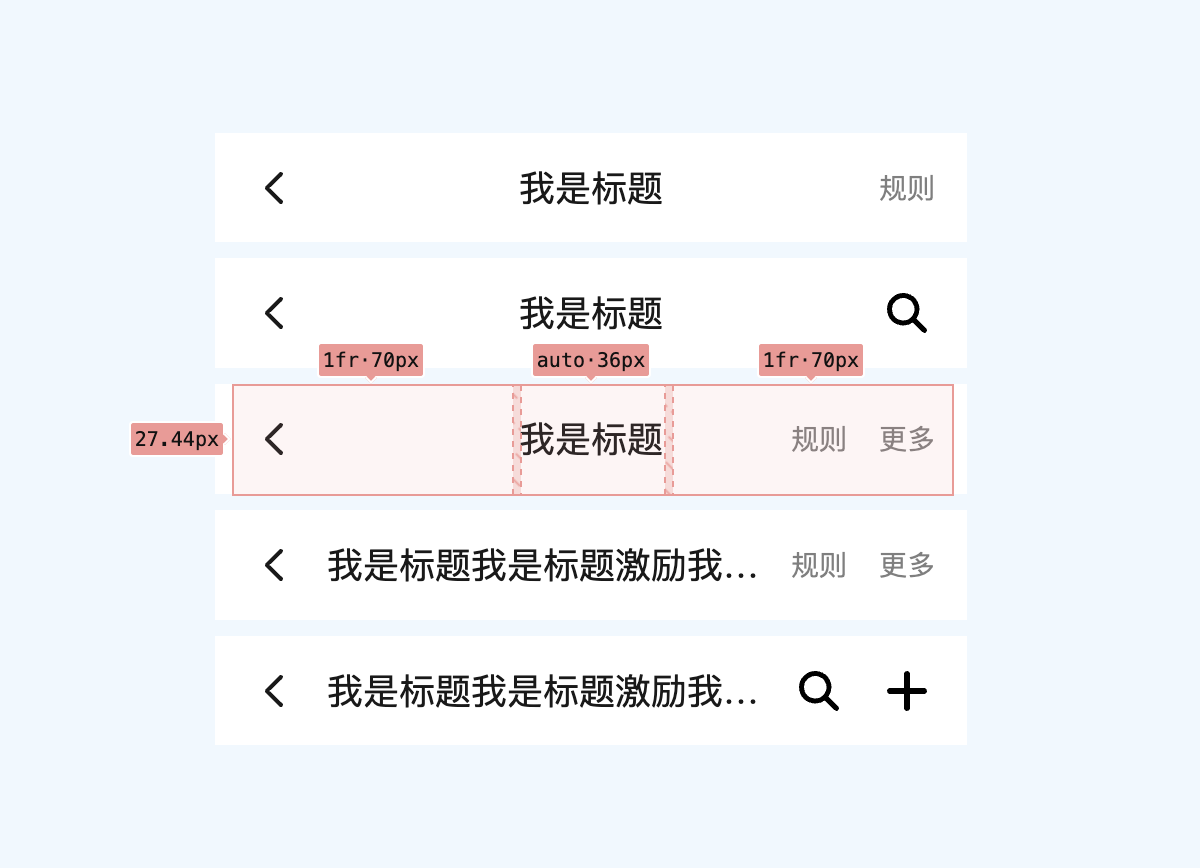 我是标题 规则
我是标题
1fr·70px auto·36px 1fr·70px
27.44px 我是标题 规则 更多
我是标题我是标题激励我... 规则 更多
我是标题我是标题激励我...